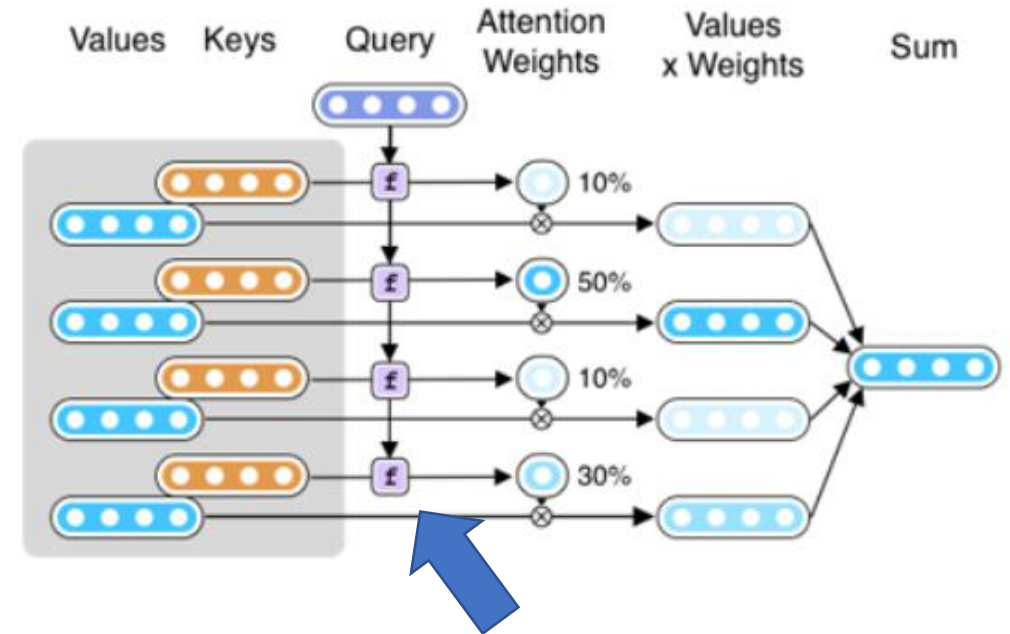 Values Keys Query Attention Weights Values x Weights Sum
f 10%
f 50%
f 10%
f 30%